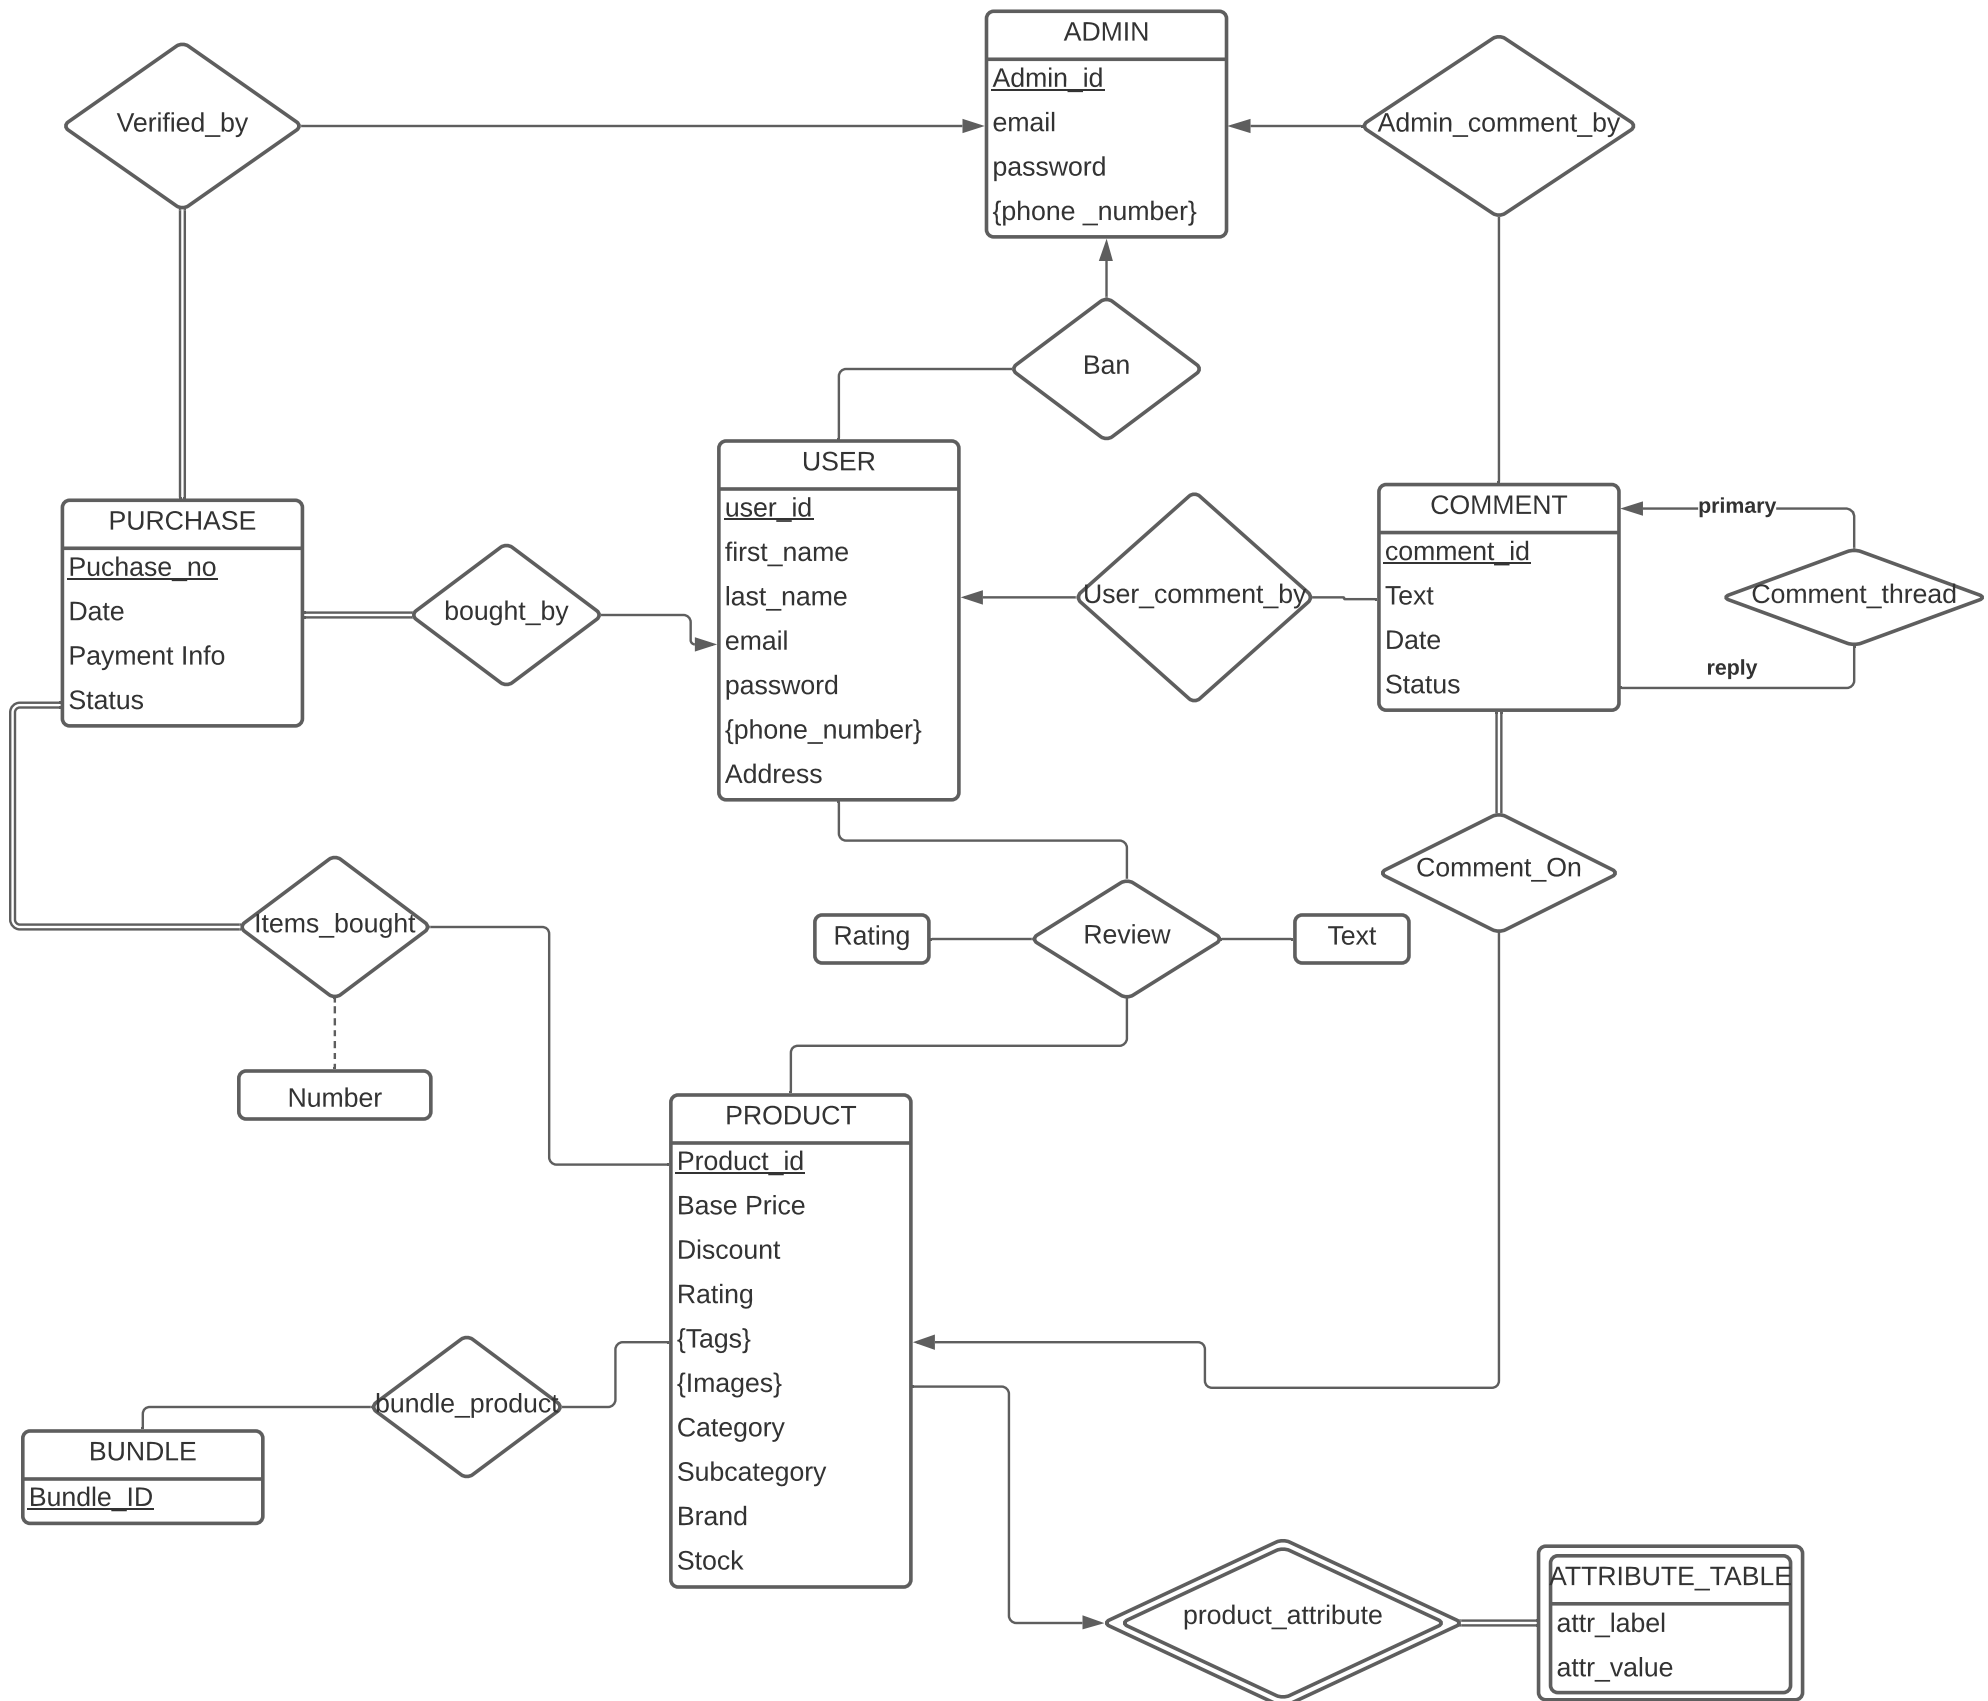 ADMIN
Admin_id
email
password
{phone _number}
Verified_by
Admin_comment_by
Ban
USER
user_id
first_name
last_name
email
password
{phone_number}
Address
PURCHASE
Puchase_no
Date
Payment Info
Status
bought_by
User_comment_by
COMMENT
comment_id
Text
Date
Status
primary
Comment_thread
reply
Comment_On
Items_bought
Number
Rating
Review
Text
PRODUCT
Product_id
Base Price
Discount
Rating
{Tags}
{Images}
Category
Subcategory
Brand
Stock
bundle_product
BUNDLE
Bundle_ID
product_attribute
ATTRIBUTE_TABLE
attr_label
attr_value